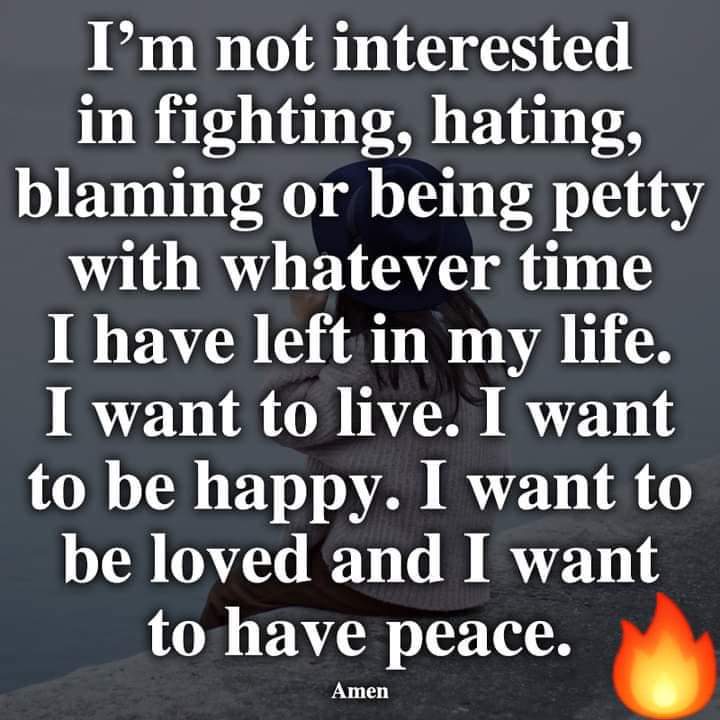 I’m not interested
in fighting, hating,
blaming or being petty
with whatever time
I have left in my life.
I want to live. I want
to be happy. I want to
be loved and I want
to have peace.
Amen